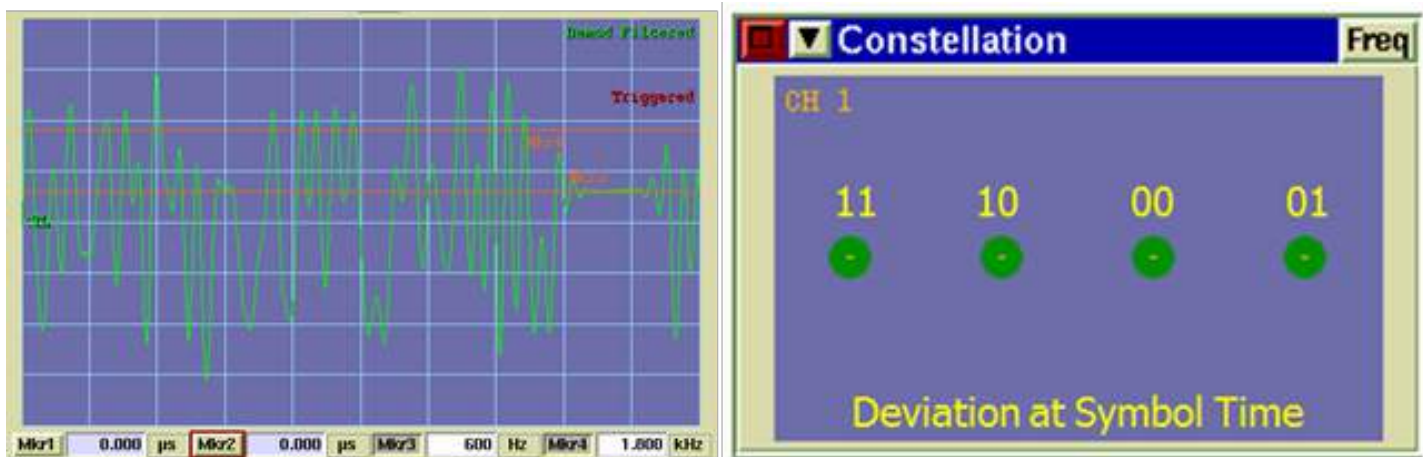 Demod Filtered
Triggered
Mkr1 0.000 µs Mkr2 0.000 µs Mkr3 600 Hz Mkr4 1.800 kHz
Constellation Freq
CH 1
11 10 00 01
Deviation at Symbol Time